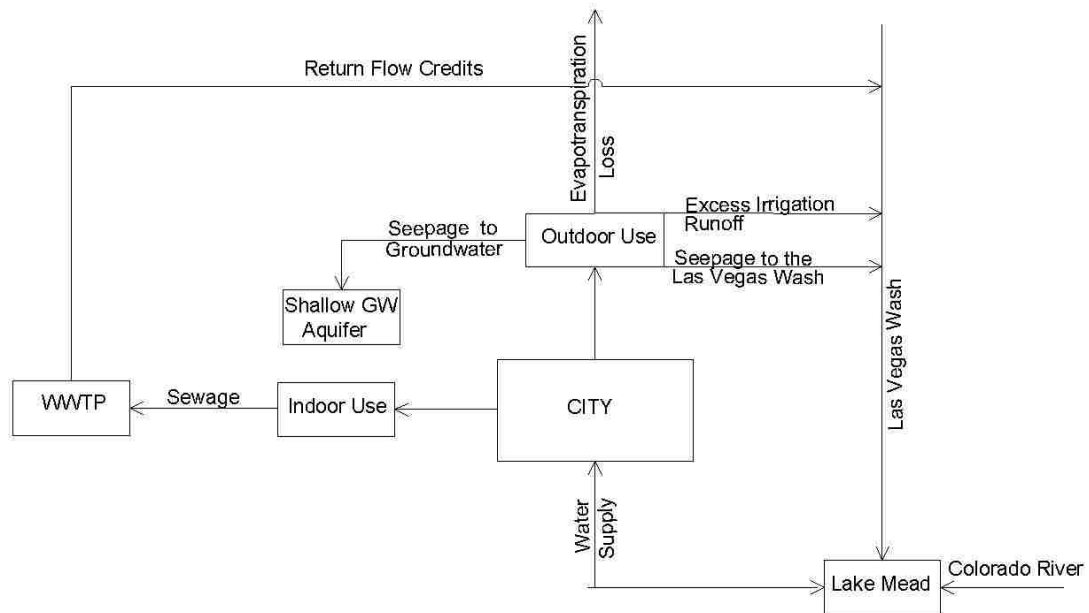 Return Flow Credits
Evapotranspiration
Loss
Excess Irrigation
Runoff
Seepage to
Groundwater
Outdoor Use
Seepage to the
Las Vegas Wash
Shallow GW
Aquifer
Las Vegas Wash
WWTP
Sewage
Indoor Use
CITY
Water
Supply
Lake Mead
Colorado River